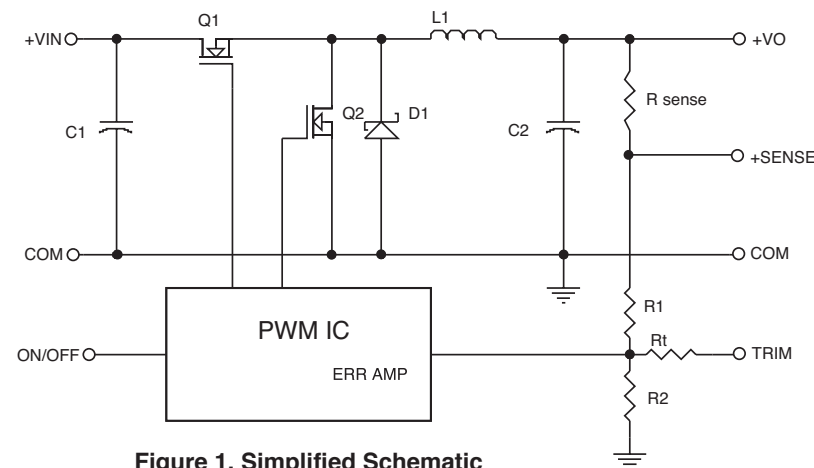 Q1
L1
+VIN
+VO
R sense
C1
Q2
D1
C2
+SENSE
COM
COM
R1
PWM IC
Rt
ON/OFF
TRIM
ERR AMP
R2
Figure 1. Simplified Schematic